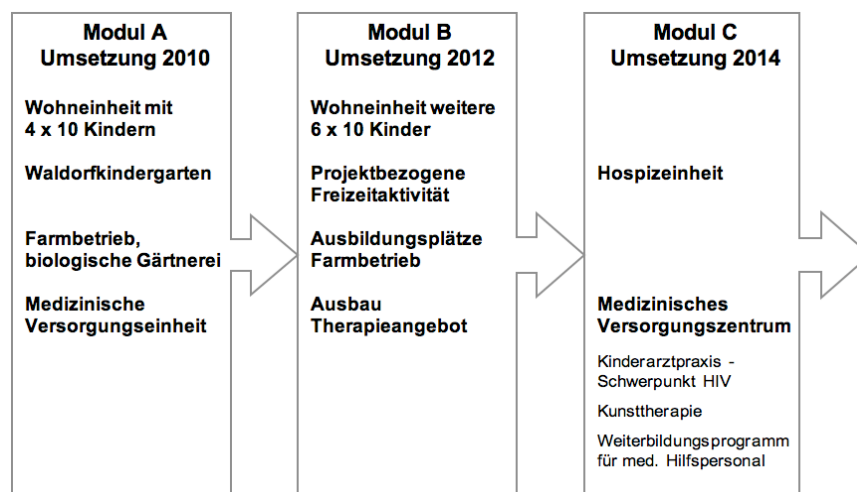 Modul A
Umsetzung 2010
Wohneinheit mit
4 x 10 Kindern
Waldorfkindergarten
Farmbetrieb,
biologische Gärtnerei
Medizinische
Versorgungseinheit
Modul B
Umsetzung 2012
Wohneinheit weitere
6 x 10 Kinder
Projektbezogene
Freizeitaktivität
Ausbildungsplätze
Farmbetrieb
Ausbau
Therapieangebot
Modul C
Umsetzung 2014
Hospizeinheit
Medizinisches
Versorgungszentrum
Kinderarztpraxis -
Schwerpunkt HIV
Kunsttherapie
Weiterbildungsprogramm
für med. Hilfspersonal